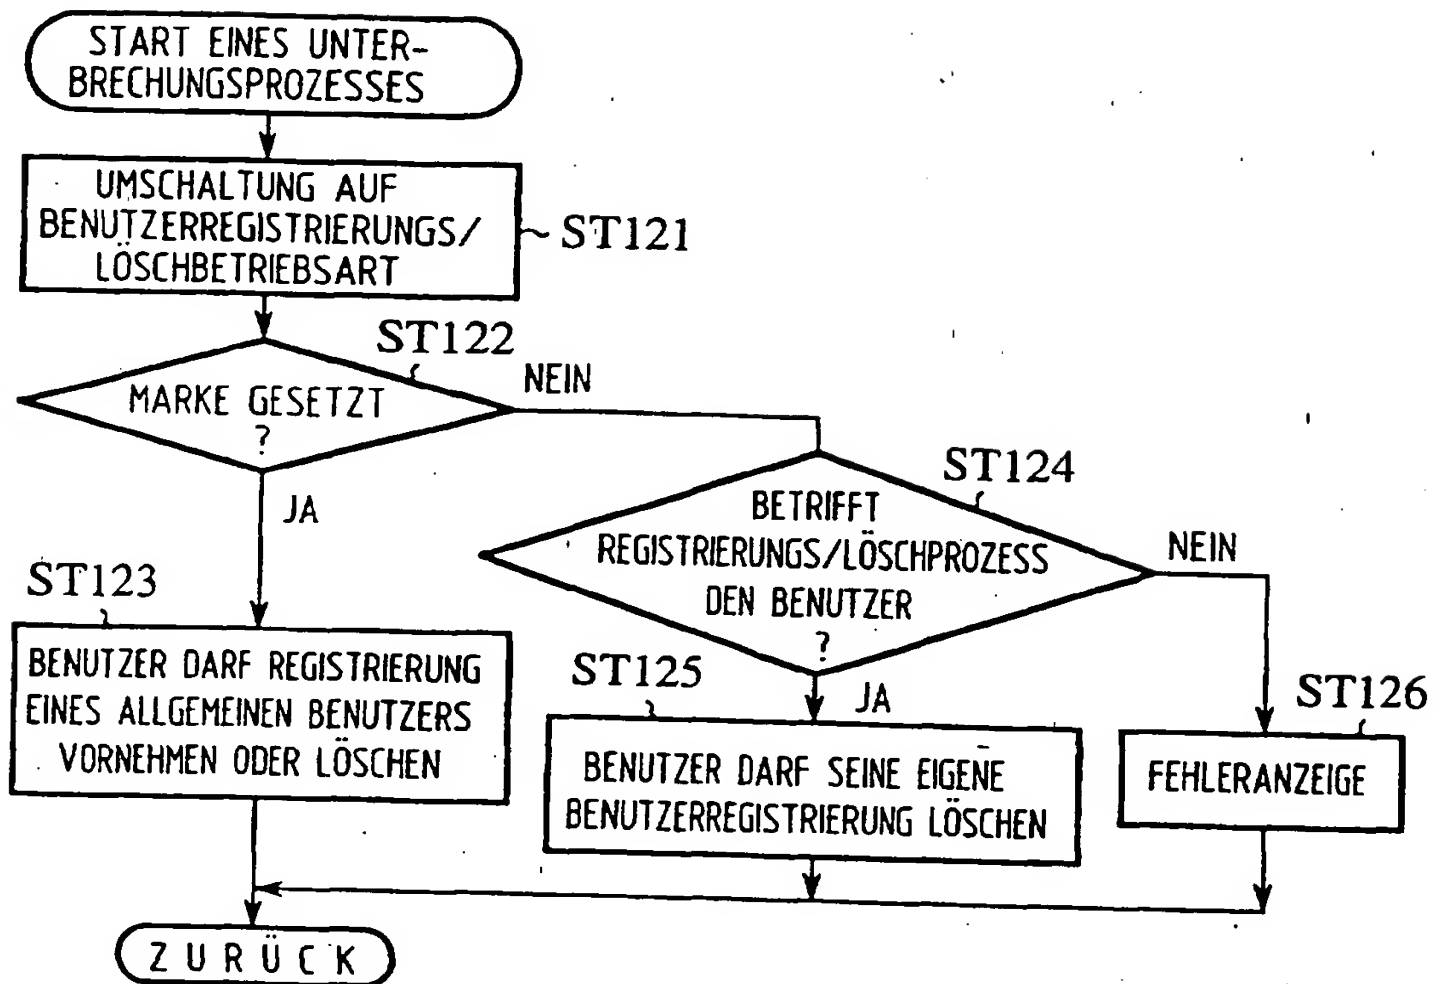 START EINES UNTER-
BRECHUNGSPROZESSES
UMSCHALTUNG AUF
BENUTZERREGISTRIERUNGS/
LÖSCHBETRIEBSART
ST121
ST122
MARKE GESETZT
?
NEIN
JA
ST124
BETRIFFT
REGISTRIERUNGS/LÖSCHPROZESS
DEN BENUTZER
?
NEIN
JA
ST123
BENUTZER DARF REGISTRIERUNG
EINES ALLGEMEINEN BENUTZERS
VORNEHMEN ODER LÖSCHEN
ST125
BENUTZER DARF SEINE EIGENE
BENUTZERREGISTRIERUNG LÖSCHEN
ST126
FEHLERANZEIGE
ZURÜCK